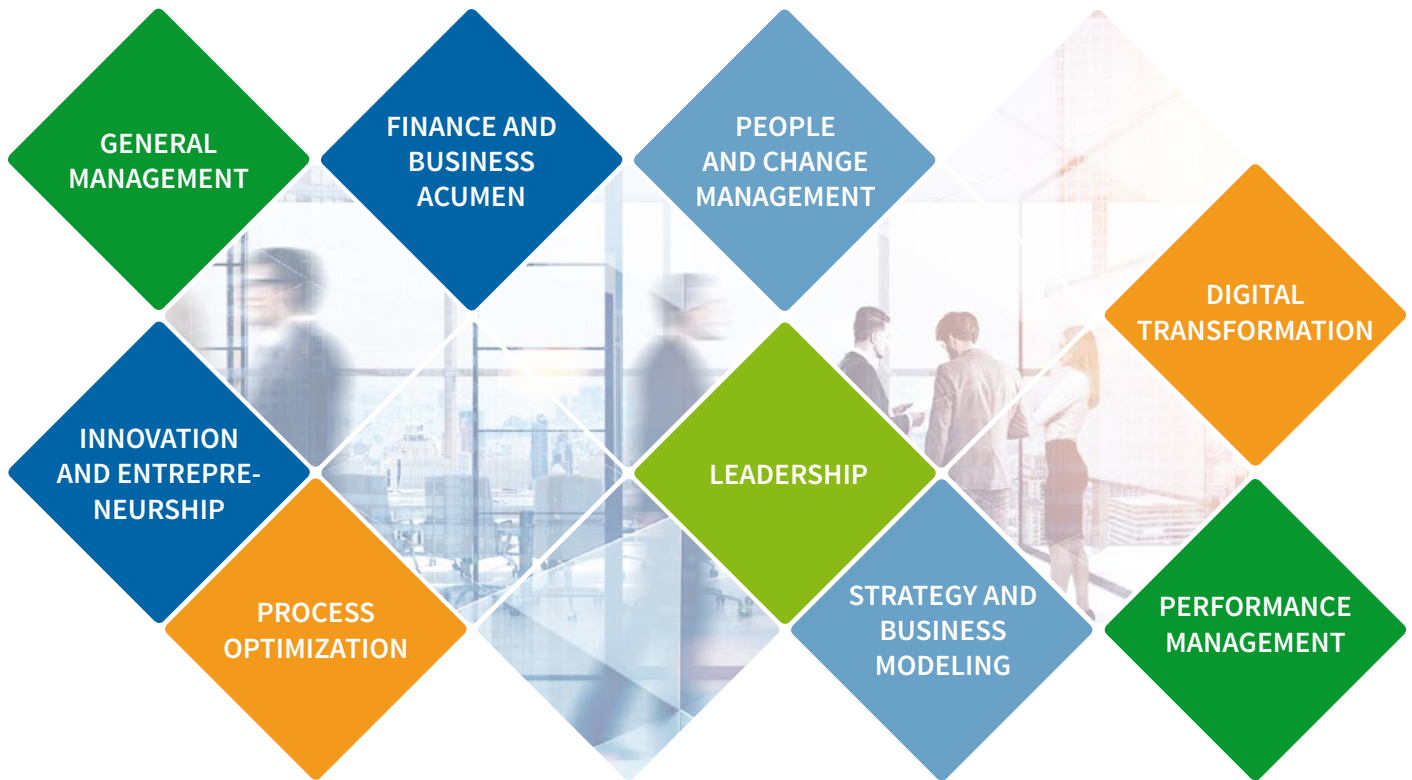 GENERAL
MANAGEMENT
FINANCE AND
BUSINESS
ACUMEN
PEOPLE
AND CHANGE
MANAGEMENT
DIGITAL
TRANSFORMATION
INNOVATION
AND ENTREPRE-
NEURSHIP
LEADERSHIP
PROCESS
OPTIMIZATION
STRATEGY AND
BUSINESS
MODELING
PERFORMANCE
MANAGEMENT